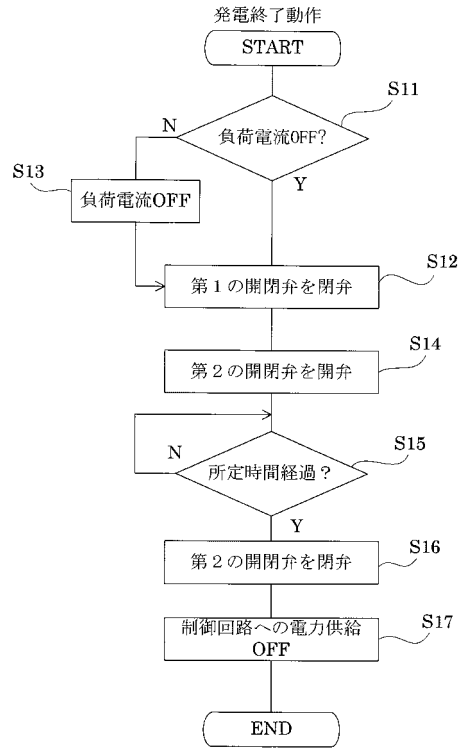 発電終了動作
START
S11
N
負荷電流OFF?
S13
Y
負荷電流OFF
S12
第1の開閉弁を閉弁
S14
第2の開閉弁を開弁
S15
N
所定時間経過?
Y
S16
第2の開閉弁を閉弁
S17
制御回路への電力供給
OFF
END